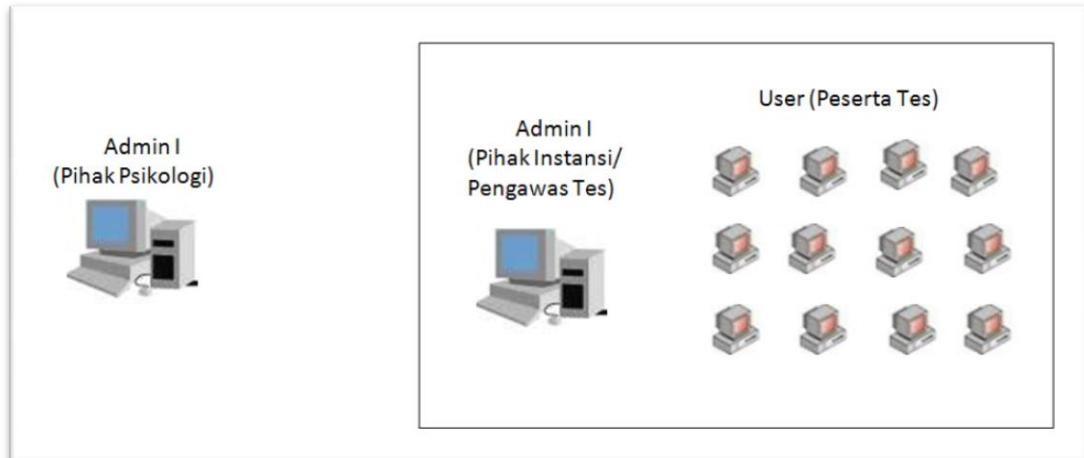 Admin I
(Pihak Psikologi)
Admin I
(Pihak Instansi/
Pengawas Tes)
User (Peserta Tes)